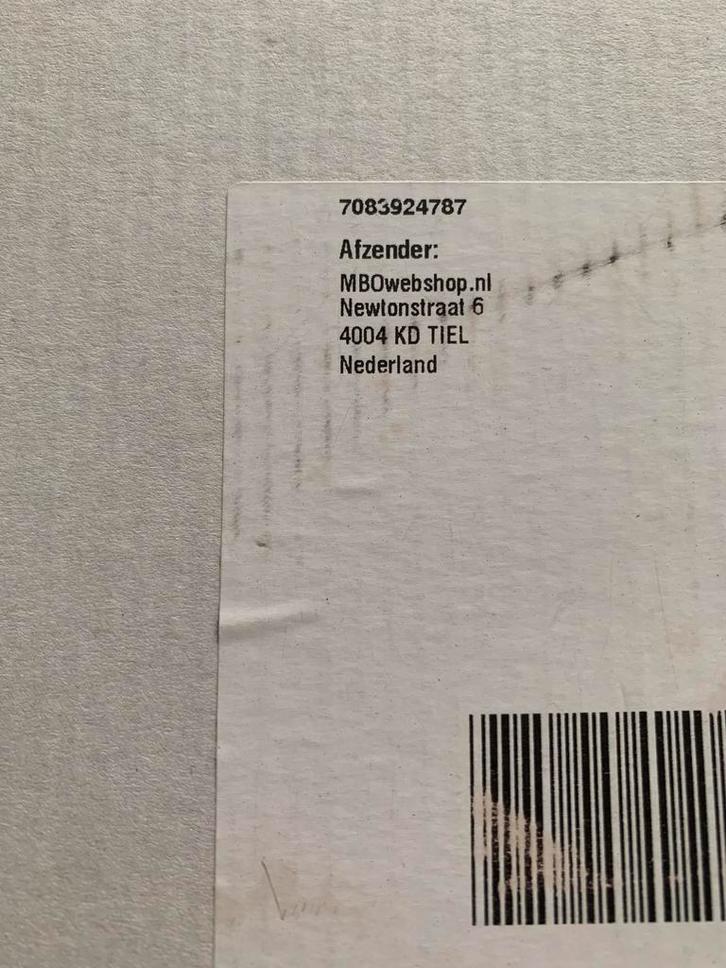 7083924787
Afzender:
MBOwebshop.nl
Newtonstraat 6
4004 KD TIEL
Nederland